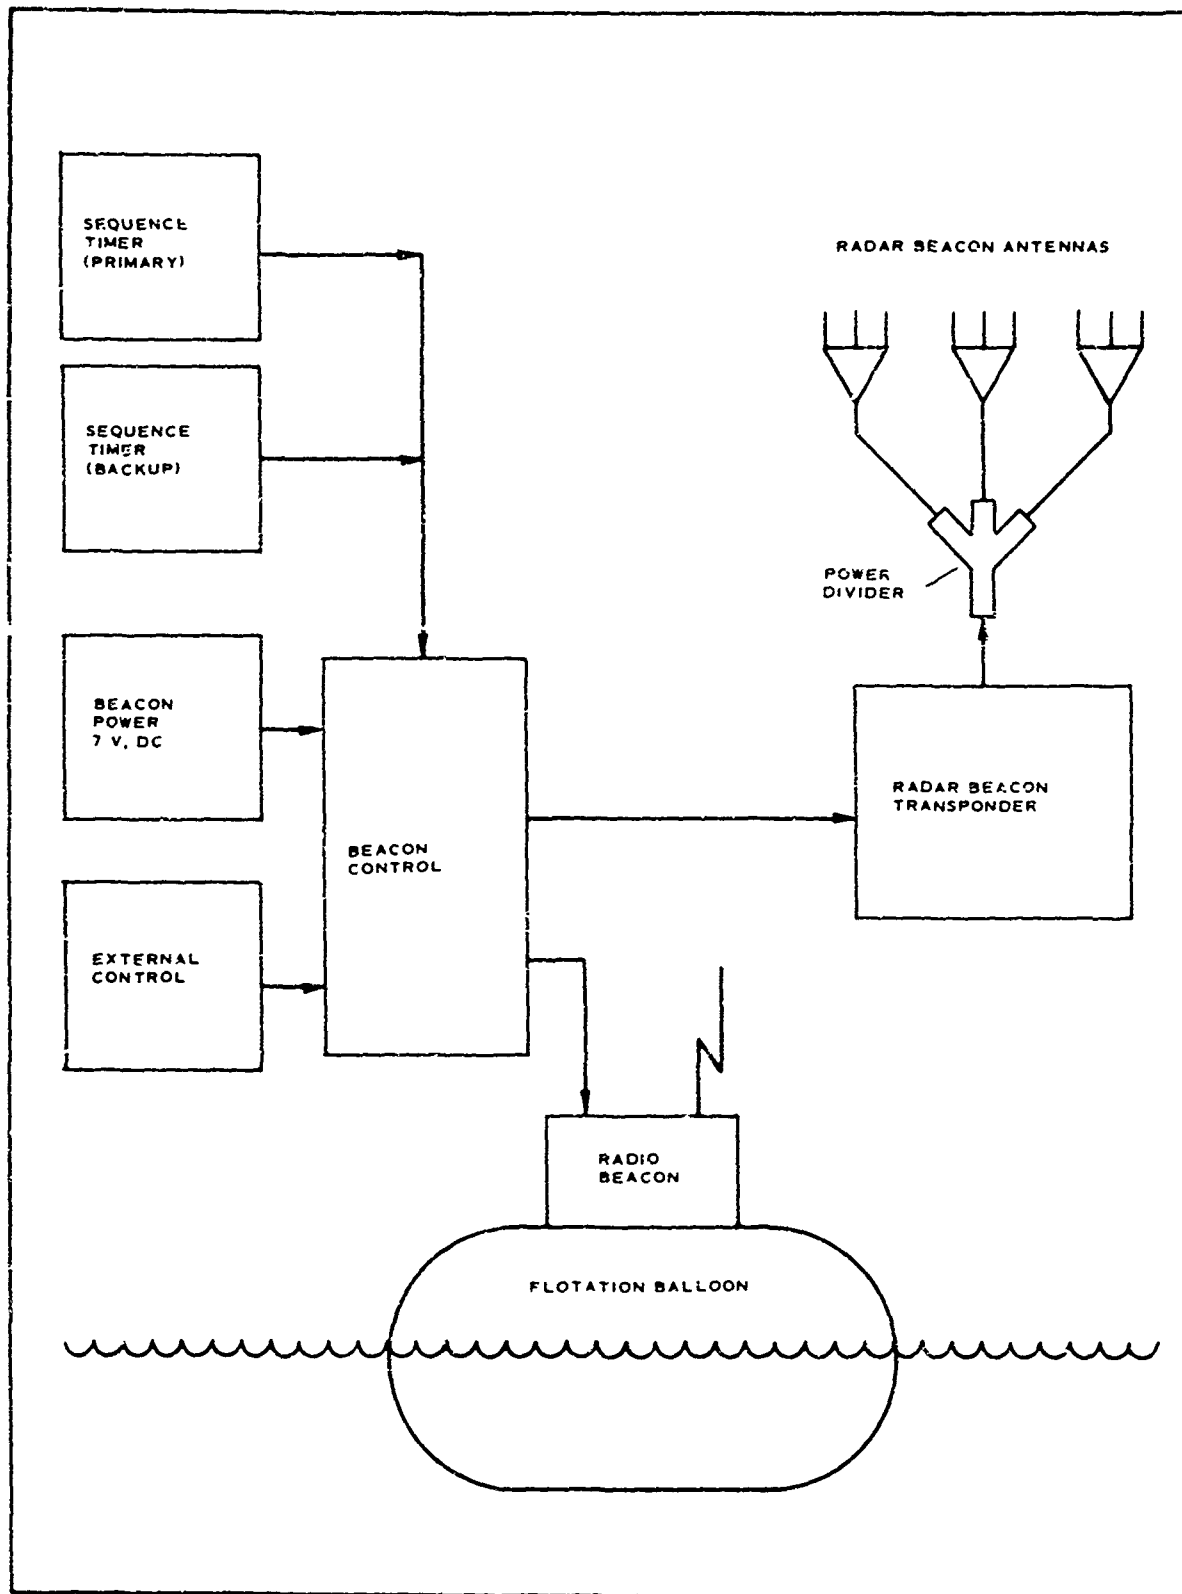 SEQUENCE
TIMER
(PRIMARY)
RADAR BEACON ANTENNAS
SEQUENCE
TIMER
(BACKUP)
POWER
DIVIDER
BEACON
POWER
7 V, DC
RADAR BEACON
TRANSPONDER
BEACON
CONTROL
EXTERNAL
CONTROL
RADIO
BEACON
FLOTATION BALLOON